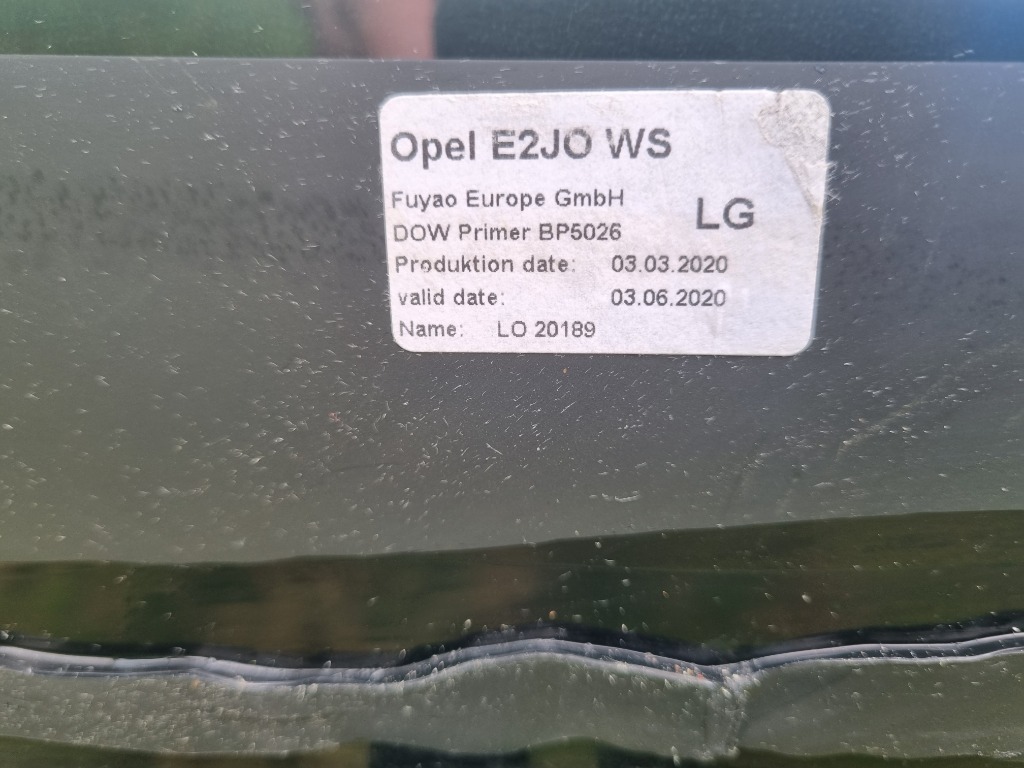 Opel E2JO WS
Fuyao Europe GmbH
LG
DOW Primer BP5026
Produktion date: 03.03.2020
valid date: 03.06.2020
Name: LO 20189